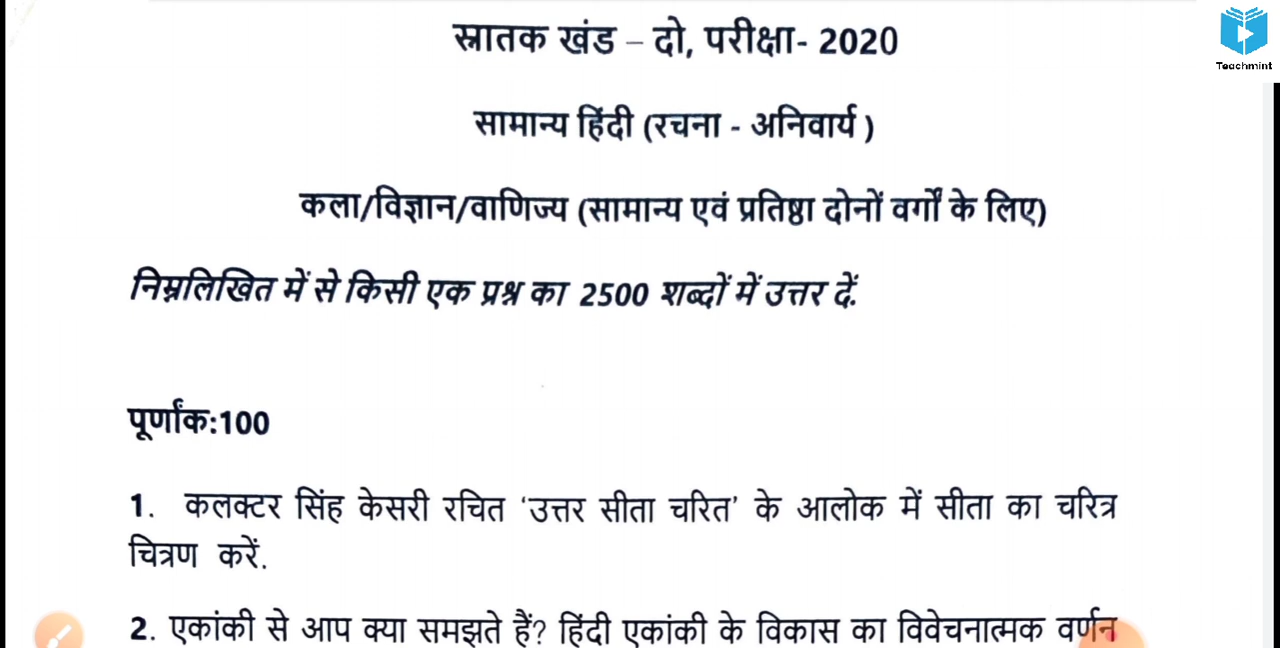 स्नातक खंड – दो, परीक्षा- 2020
Teachmint
सामान्य हिंदी (रचना - अनिवार्य )
कला/विज्ञान/वाणिज्य (सामान्य एवं प्रतिष्ठा दोनों वर्गों के लिए)
निम्नलिखित में से किसी एक प्रश्न का 2500 शब्दों में उत्तर दें.
पूर्णांक:100
1. कलक्टर सिंह केसरी रचित ‘उत्तर सीता चरित’ के आलोक में सीता का चरित्र
चित्रण करें.
2. एकांकी से आप क्या समझते हैं? हिंदी एकांकी के विकास का विवेचनात्मक वर्णन